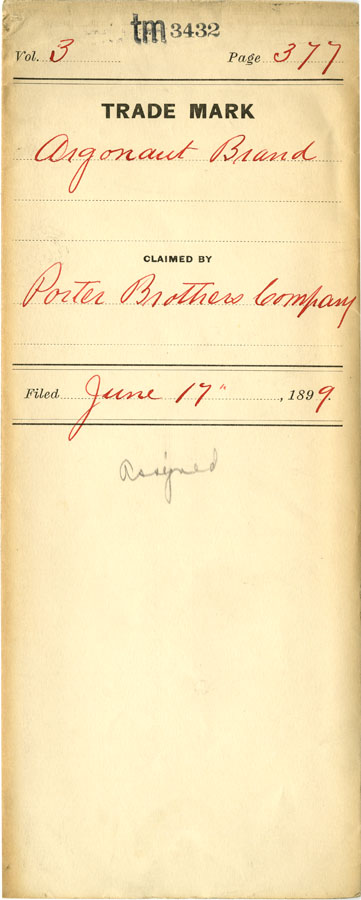 tm 3432
Vol. 3 Page 377
TRADE MARK
Argonaut Brand
CLAIMED BY
Porter Brothers Company
Filed June 17" , 1899.
Assigned